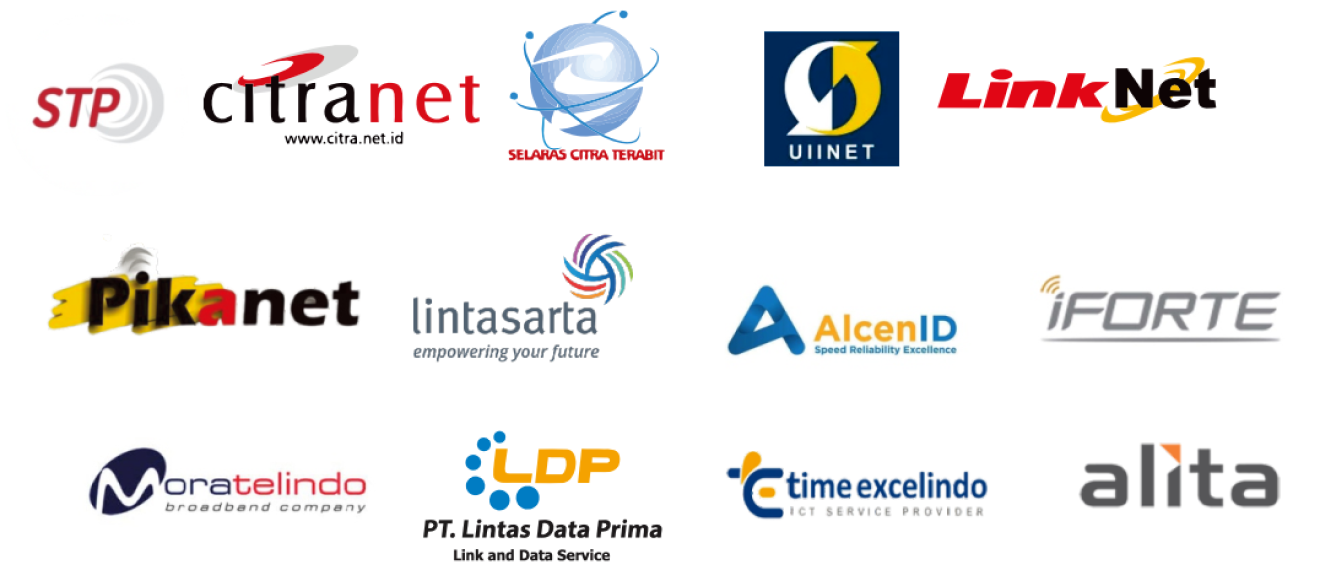 STP
citranet
www.citra.net.id
SELARAS CITRA TERABIT
UIINET
LinkNet
Pikanet
lintasarta
empowering your future
AlcenID
Speed Reliability Excellence
iFORTE
Moratelindo
broadband company
LDP
PT. Lintas Data Prima
Link and Data Service
time excelindo
ICT SERVICE PROVIDER
alita